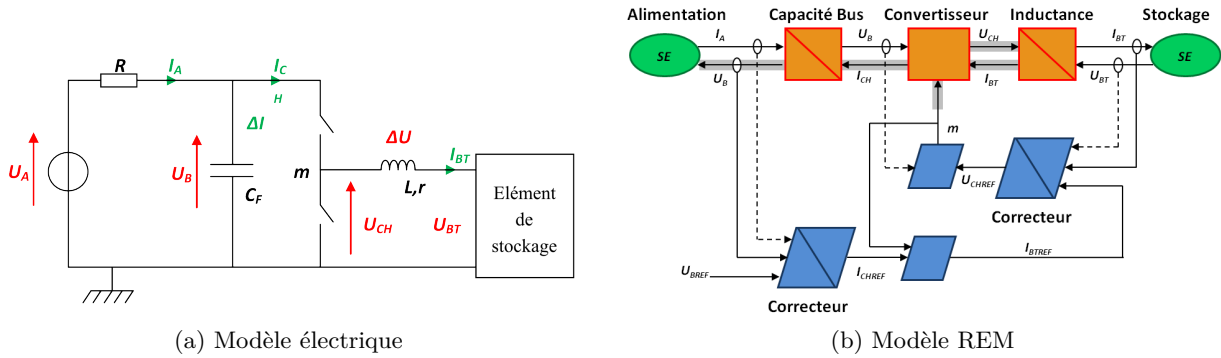 R
I_A
I_C
H
ΔI
U_A
U_B
C_F
m
ΔU
L,r
I_BT
U_CH
U_BT
Elément
de
stockage
(a) Modèle électrique
Alimentation
Capacité Bus
Convertisseur
Inductance
Stockage
SE
I_A
U_B
U_CH
I_BT
SE
U_B
I_CH
I_BT
U_BT
m
U_CHREF
Correcteur
U_BREF
I_CHREF
I_BTREF
Correcteur
(b) Modèle REM